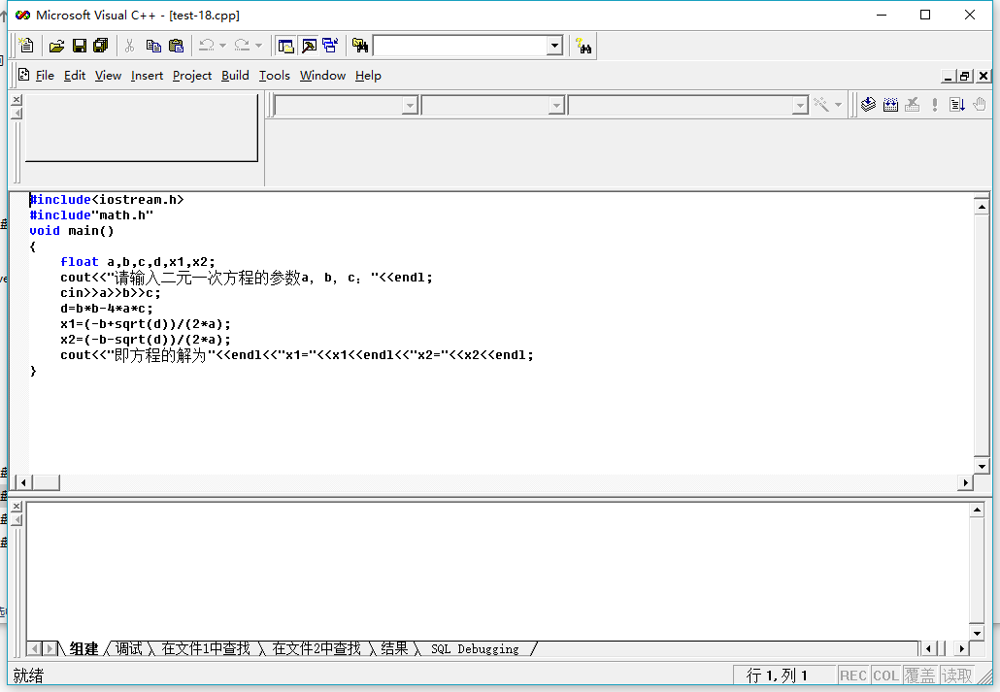 Microsoft Visual C++ - [test-18.cpp]
File Edit View Insert Project Build Tools Window Help
#include<iostream.h>
#include"math.h"
void main()
{
float a,b,c,d,x1,x2;
cout<<"请输入二元一次方程的参数a, b, c："<<endl;
cin>>a>>b>>c;
d=b*b-4*a*c;
x1=(-b+sqrt(d))/(2*a);
x2=(-b-sqrt(d))/(2*a);
cout<<"即方程的解为"<<endl<<"x1="<<x1<<endl<<"x2="<<x2<<endl;
}
组建 调试 在文件1中查找 在文件2中查找 结果 SQL Debugging
就绪 行 1, 列 1 REC COL 覆盖 读取